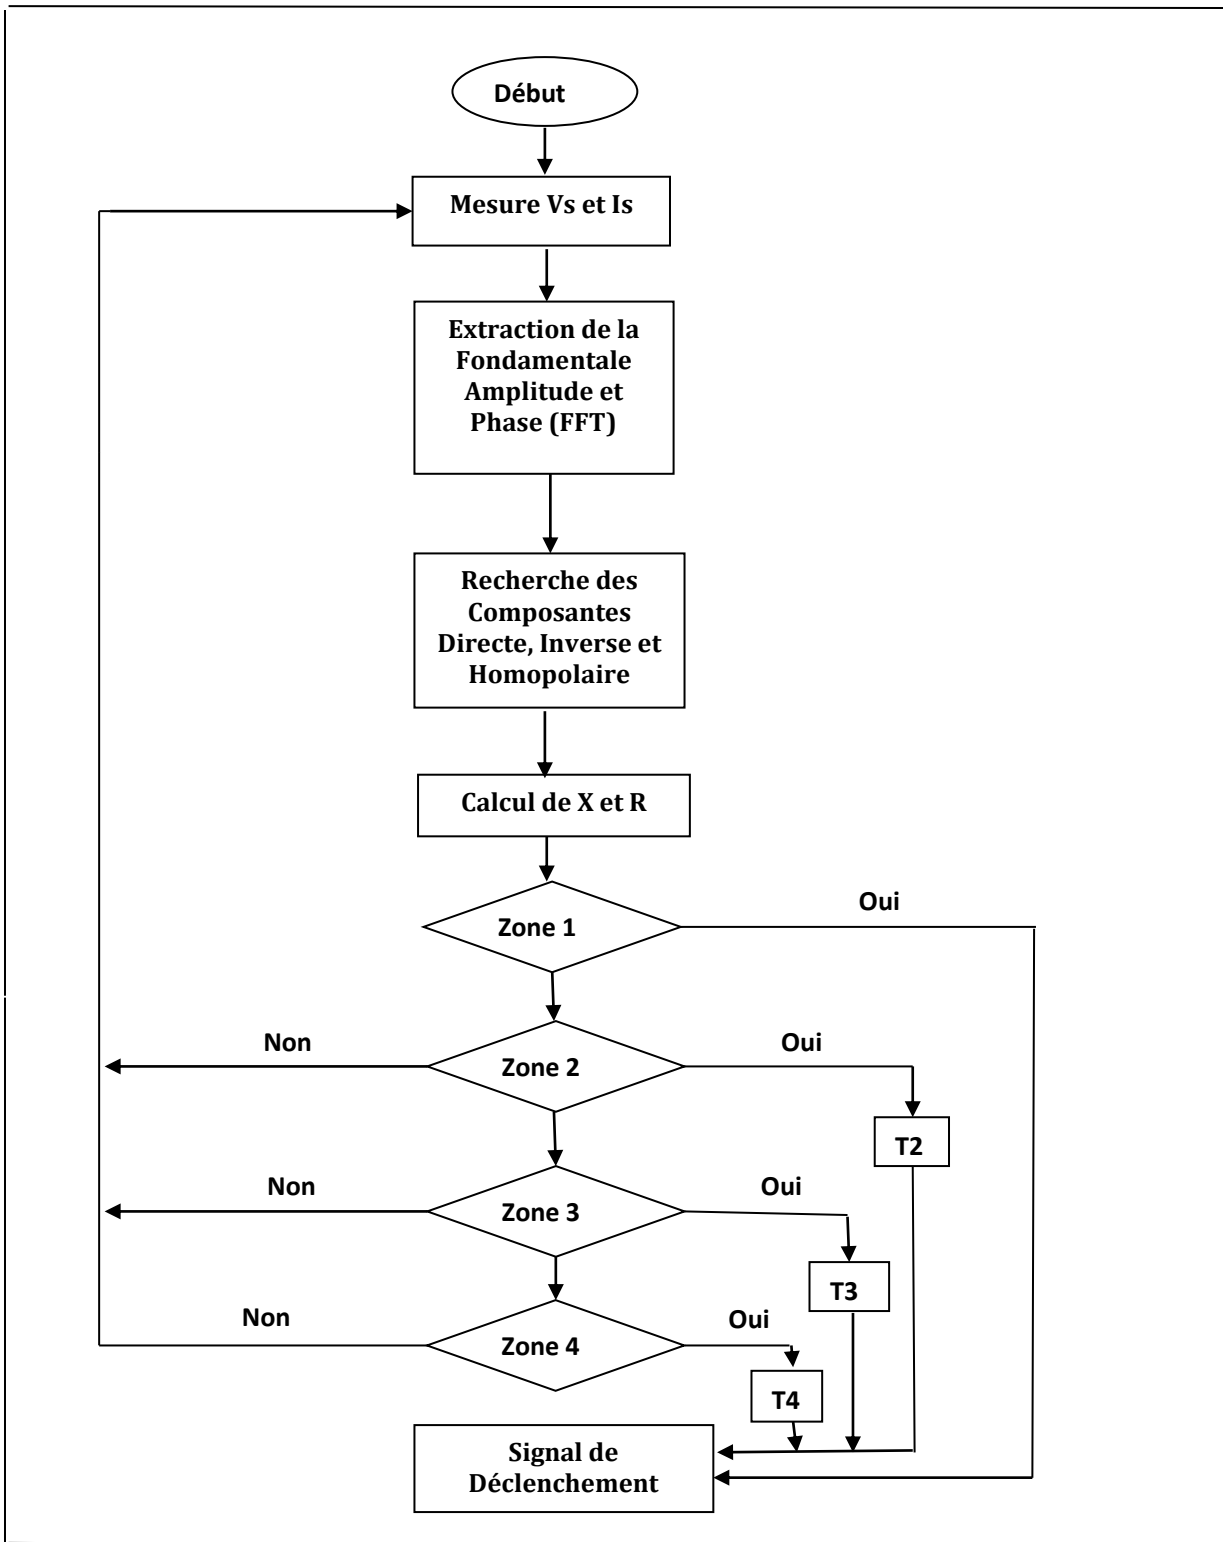 Début
Mesure Vs et Is
Extraction de la
Fondamentale
Amplitude et
Phase (FFT)
Recherche des
Composantes
Directe, Inverse et
Homopolaire
Calcul de X et R
Zone 1
Oui
Non
Zone 2
Oui
T2
Non
Zone 3
Oui
T3
Non
Zone 4
Oui
T4
Signal de
Déclenchement